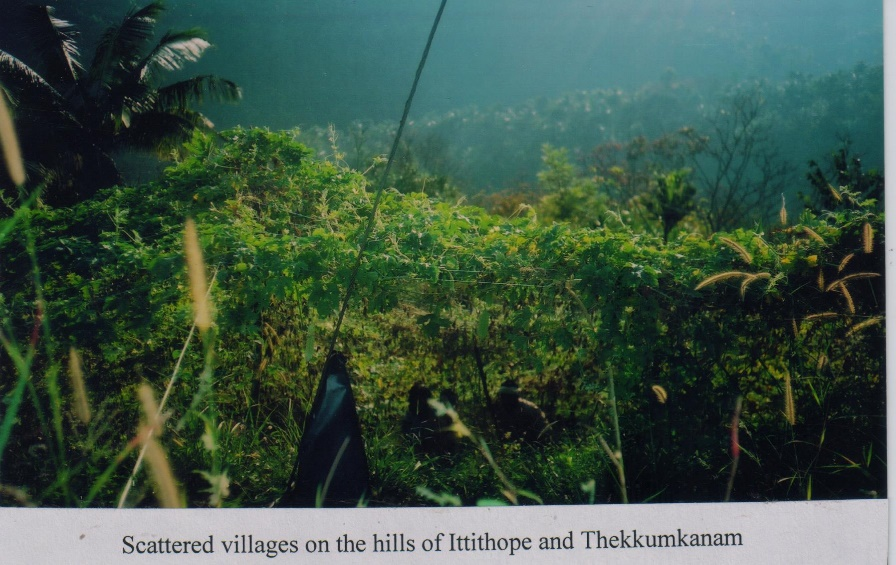 Scattered villages on the hills of Ittithope and Thekkumkanam